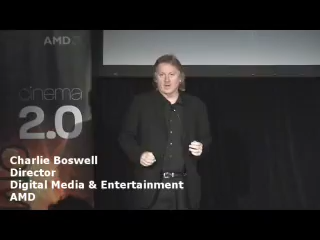 AMD
cinema
2.0
Charlie Boswell
Director
Digital Media & Entertainment
AMD